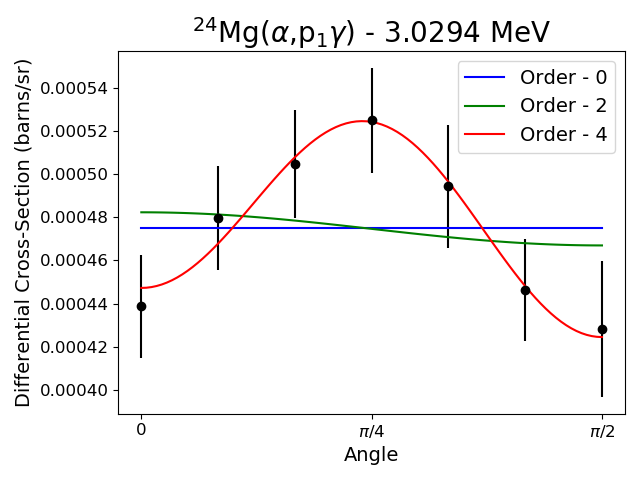 ²⁴Mg(α,p₁γ) - 3.0294 MeV
Order - 0
Order - 2
Order - 4
Differential Cross-Section (barns/sr)
0.00054
0.00052
0.00050
0.00048
0.00046
0.00044
0.00042
0.00040
0
π/4
π/2
Angle